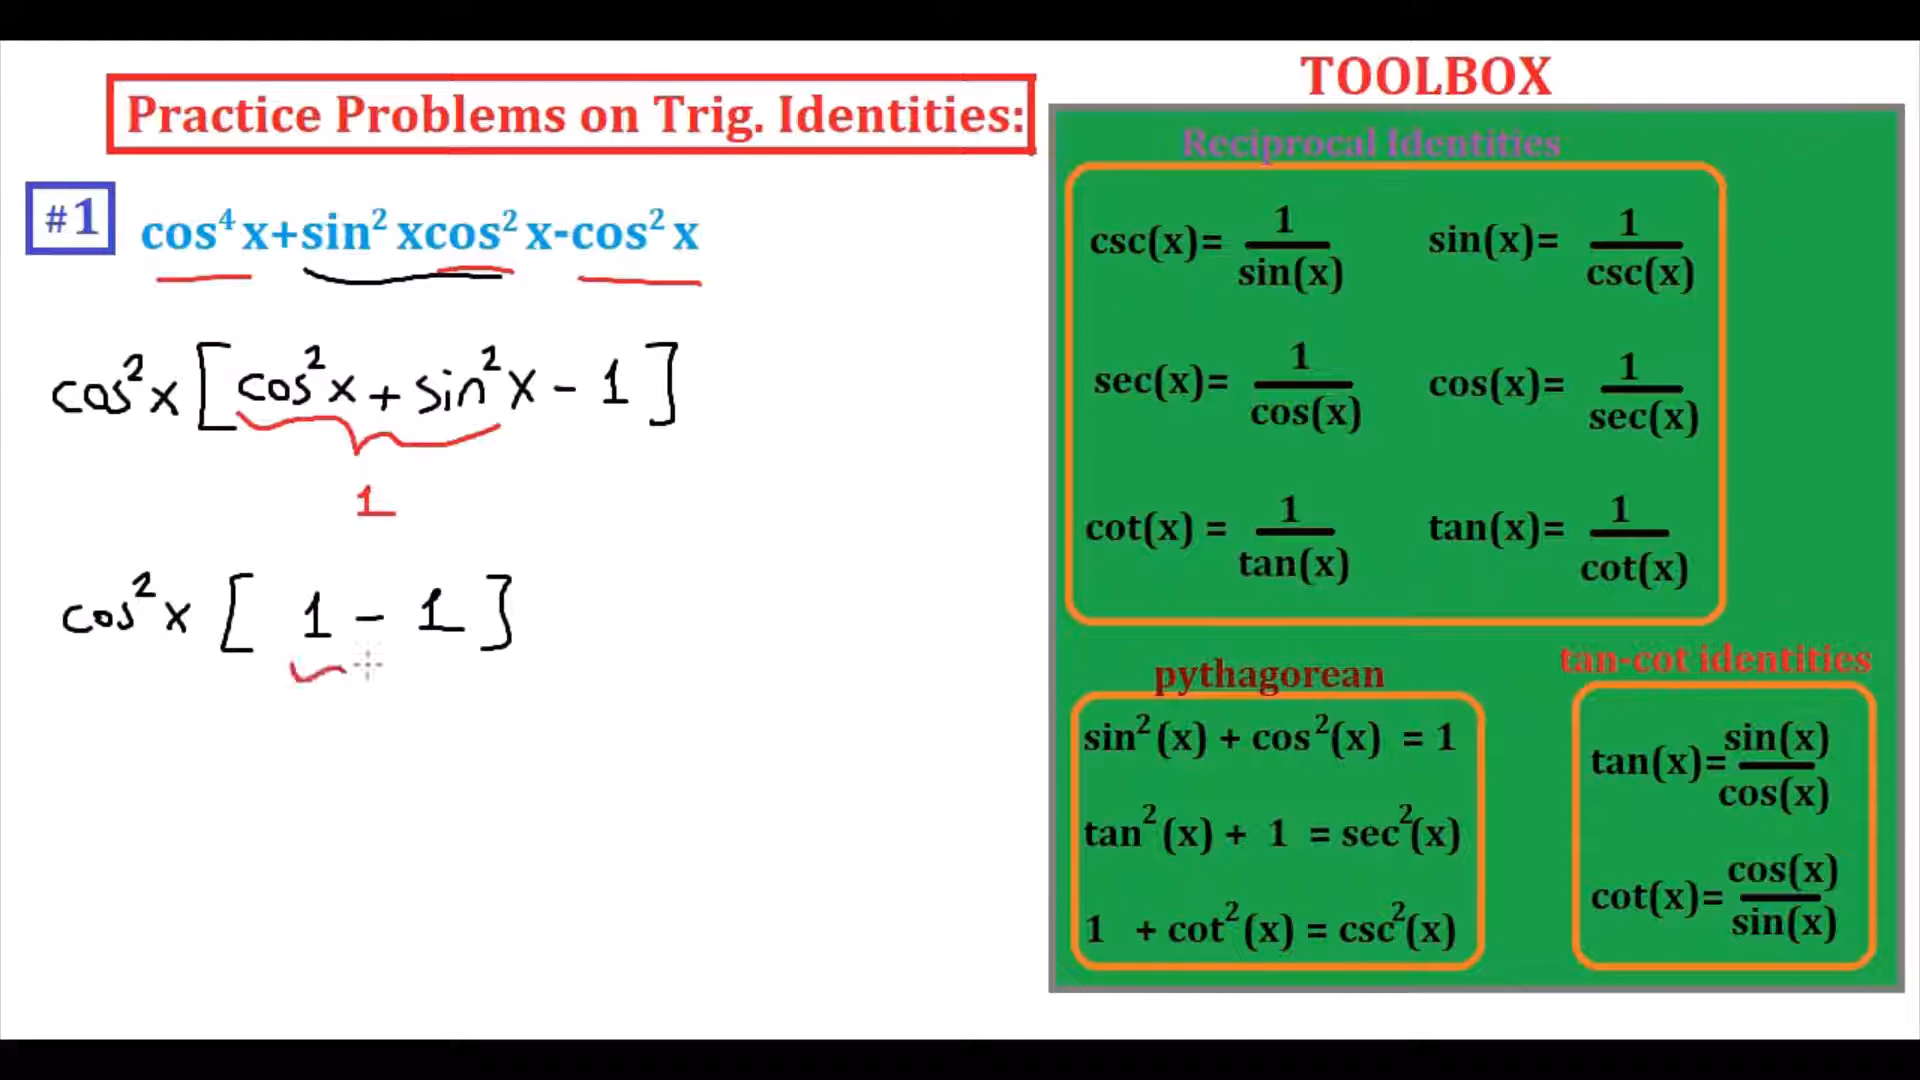 Practice Problems on Trig. Identities:
#1
cos⁴x+sin²xcos²x-cos²x
cos²x [cos²x + sin²x - 1]
1
cos²x [ 1 - 1 ]
TOOLBOX
Reciprocal Identities
csc(x)= 1/sin(x) sin(x)= 1/csc(x)
sec(x)= 1/cos(x) cos(x)= 1/sec(x)
cot(x) = 1/tan(x) tan(x)= 1/cot(x)
pythagorean
sin²(x) + cos²(x) = 1
tan²(x) + 1 = sec²(x)
1 + cot²(x) = csc²(x)
tan-cot identities
tan(x)= sin(x)/cos(x)
cot(x)= cos(x)/sin(x)